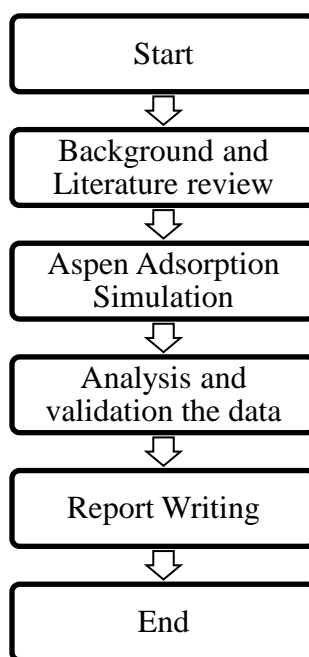 Start
Background and
Literature review
Aspen Adsorption
Simulation
Analysis and
validation the data
Report Writing
End